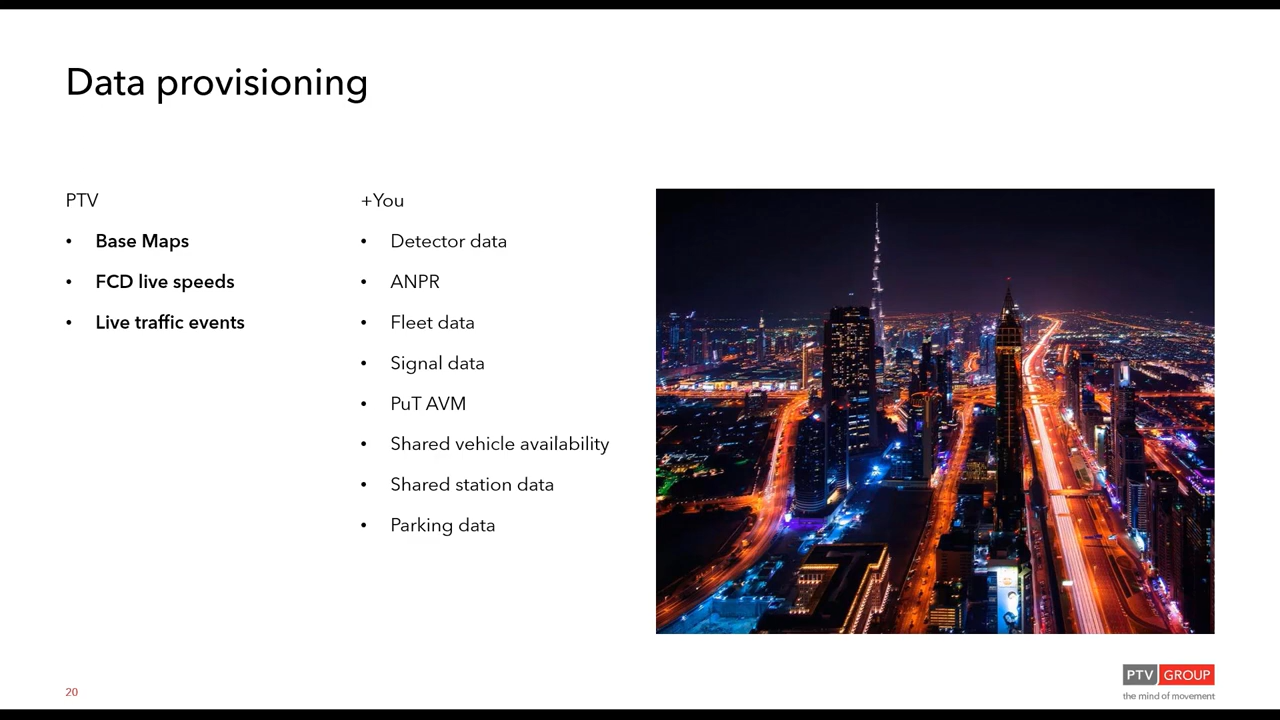 Data provisioning
PTV
• Base Maps
• FCD live speeds
• Live traffic events
+You
• Detector data
• ANPR
• Fleet data
• Signal data
• PuT AVM
• Shared vehicle availability
• Shared station data
• Parking data
20
PTV GROUP
the mind of movement